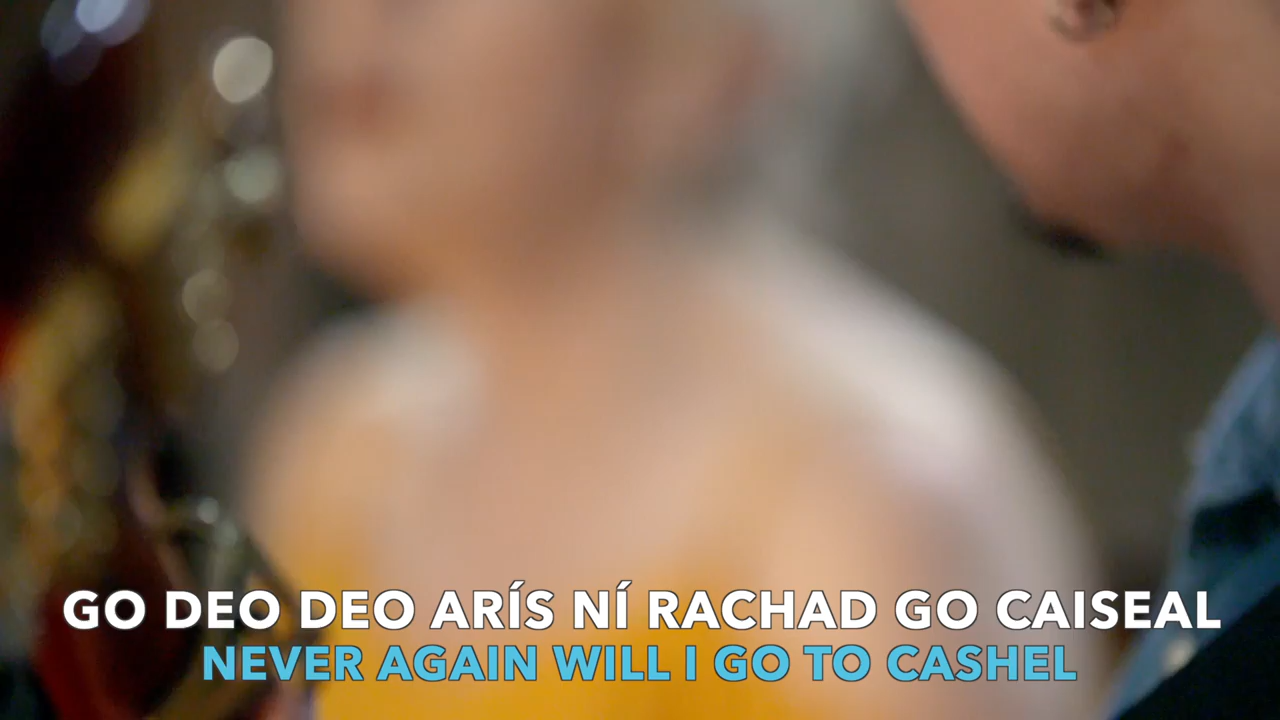 GO DEO DEO ARÍS NÍ RACHAD GO CAISEAL
NEVER AGAIN WILL I GO TO CASHEL